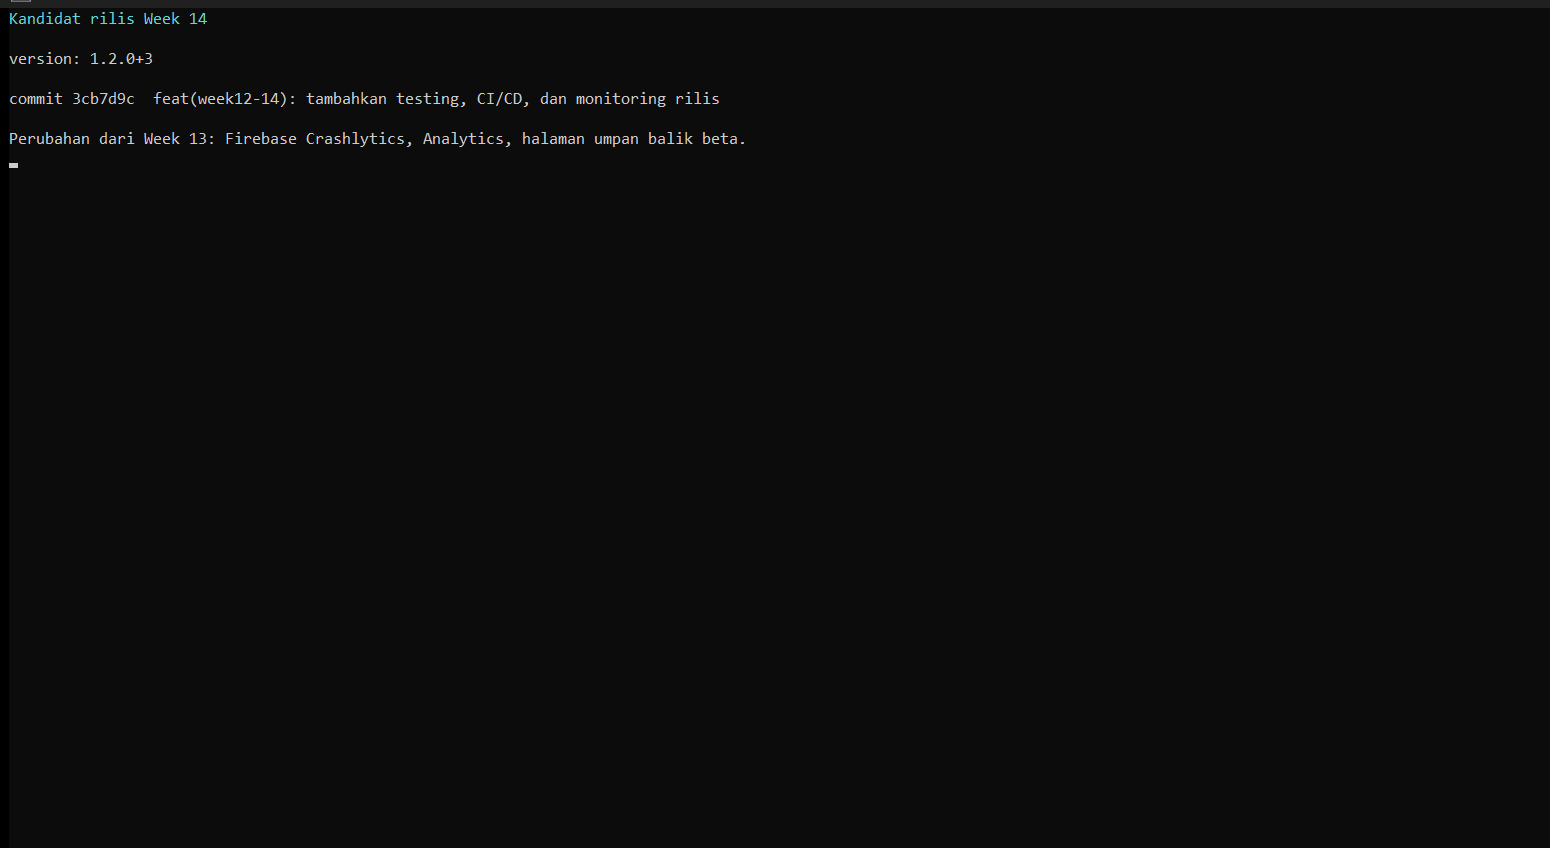 Kandidat rilis Week 14
version: 1.2.0+3
commit 3cb7d9c  feat(week12-14): tambahkan testing, CI/CD, dan monitoring rilis
Perubahan dari Week 13: Firebase Crashlytics, Analytics, halaman umpan balik beta.